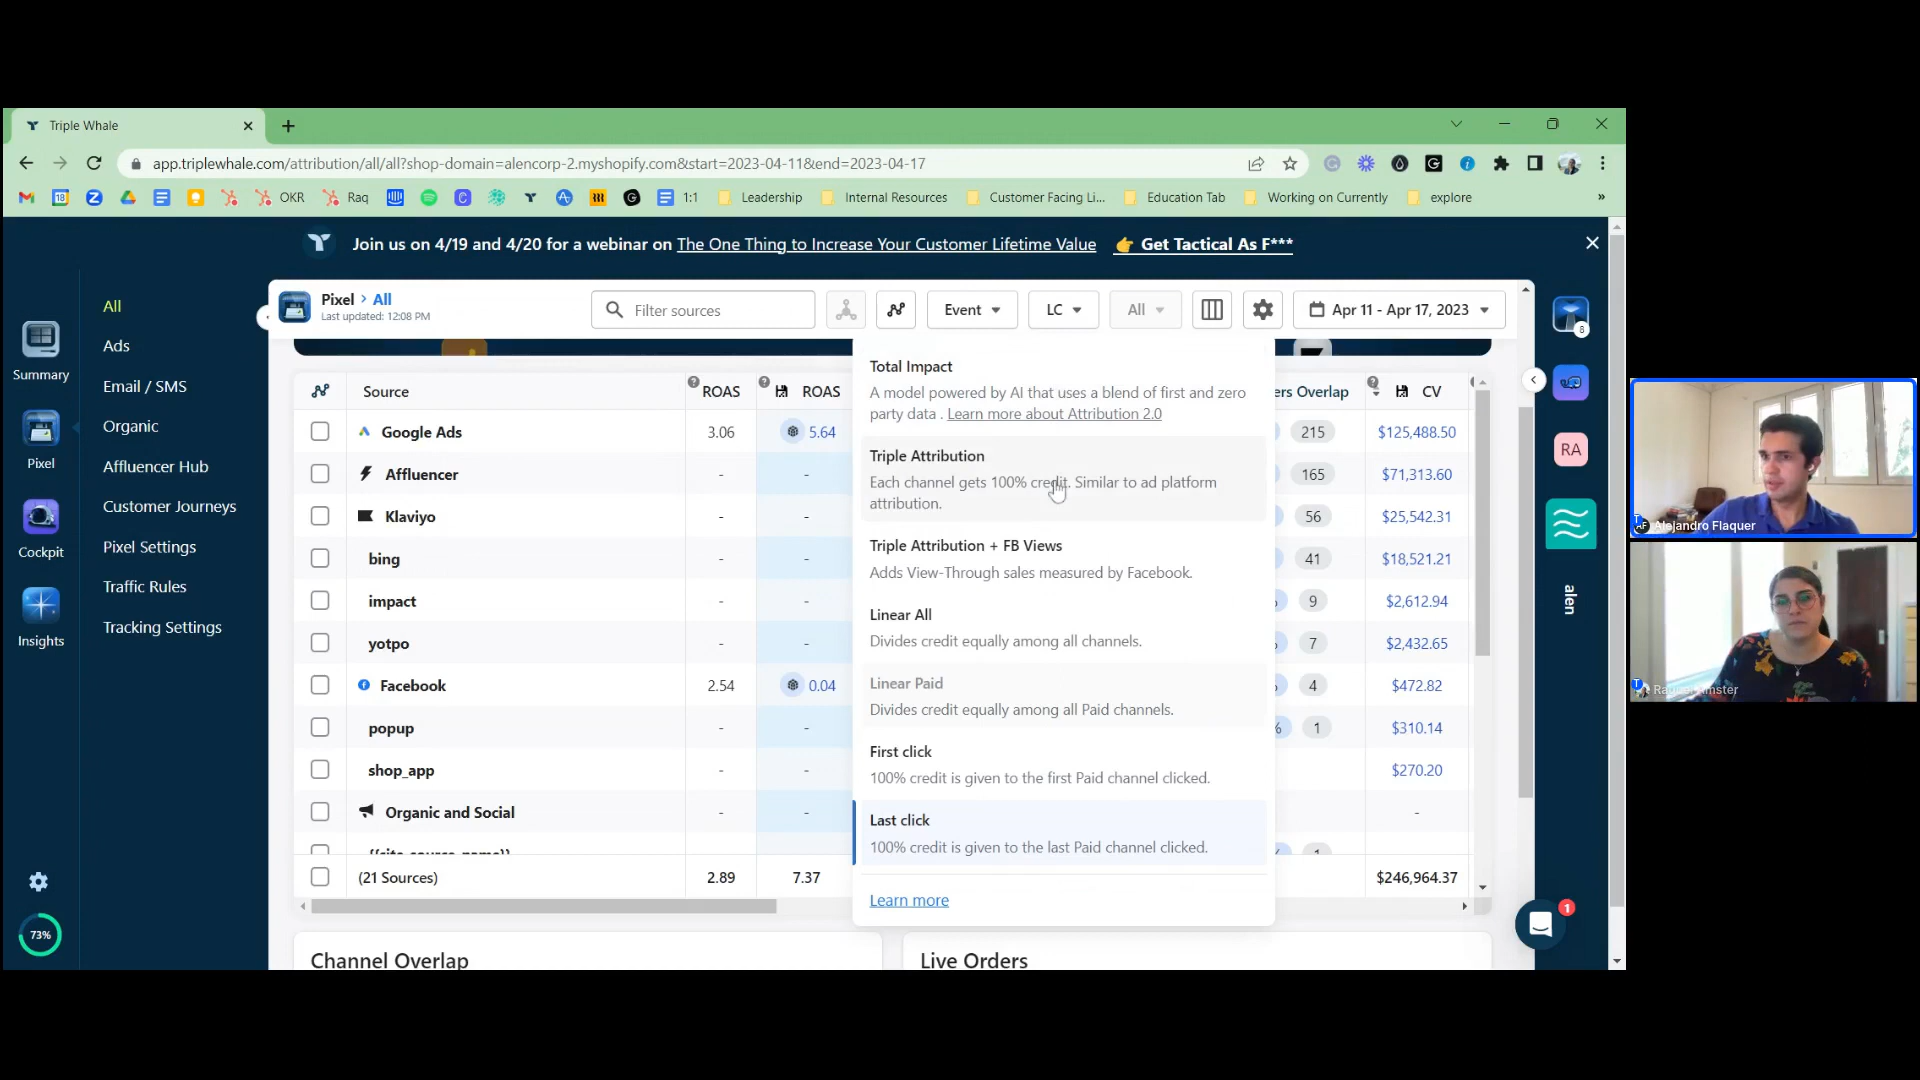 Triple Whale
app.triplewhale.com/attribution/all/all?shop-domain=alencorp-2.myshopify.com&start=2023-04-11&end=2023-04-17
18
OKR
Raq
1:1
Leadership
Internal Resources
Customer Facing Li...
Education Tab
Working on Currently
explore
»
Join us on 4/19 and 4/20 for a webinar on The One Thing to Increase Your Customer Lifetime Value 👉 Get Tactical As F***
Summary
Pixel
Cockpit
Insights
73%
All
Ads
Email / SMS
Organic
Affluencer Hub
Customer Journeys
Pixel Settings
Traffic Rules
Tracking Settings
Pixel > All
Last updated: 12:08 PM
Filter sources
Event
LC
All
Apr 11 - Apr 17, 2023
Source ROAS ROAS ers Overlap CV
Google Ads 3.06 5.64 215 $125,488.50
Affluencer - - 165 $71,313.60
Klaviyo - - 56 $25,542.31
bing - - 41 $18,521.21
impact - - 9 $2,612.94
yotpo - - 7 $2,432.65
Facebook 2.54 0.04 4 $472.82
popup - - % 1 $310.14
shop_app - - $270.20
Organic and Social - - -
{{site_source_name}} 1
(21 Sources) 2.89 7.37 $246,964.37
Total Impact
A model powered by AI that uses a blend of first and zero
party data . Learn more about Attribution 2.0
Triple Attribution
Each channel gets 100% credit. Similar to ad platform
attribution.
Triple Attribution + FB Views
Adds View-Through sales measured by Facebook.
Linear All
Divides credit equally among all channels.
Linear Paid
Divides credit equally among all Paid channels.
First click
100% credit is given to the first Paid channel clicked.
Last click
100% credit is given to the last Paid channel clicked.
Learn more
Channel Overlap
Live Orders
8
RA
alen
1
AF
Alejandro Flaquer